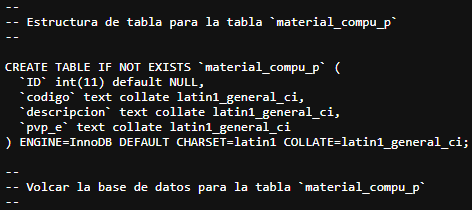 --
-- Estructura de tabla para la tabla `material_compu_p`
--
CREATE TABLE IF NOT EXISTS `material_compu_p` (
  `ID` int(11) default NULL,
  `codigo` text collate latin1_general_ci,
  `descripcion` text collate latin1_general_ci,
  `pvp_e` text collate latin1_general_ci
) ENGINE=InnoDB DEFAULT CHARSET=latin1 COLLATE=latin1_general_ci;
--
-- Volcar la base de datos para la tabla `material_compu_p`
--